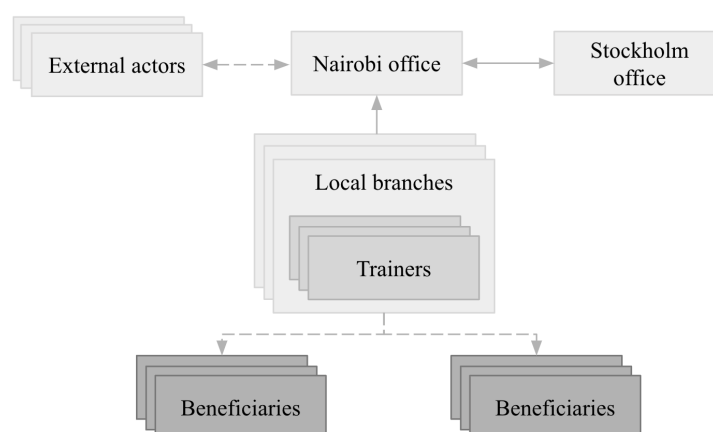 External actors
Nairobi office
Stockholm
office
Local branches
Trainers
Beneficiaries
Beneficiaries